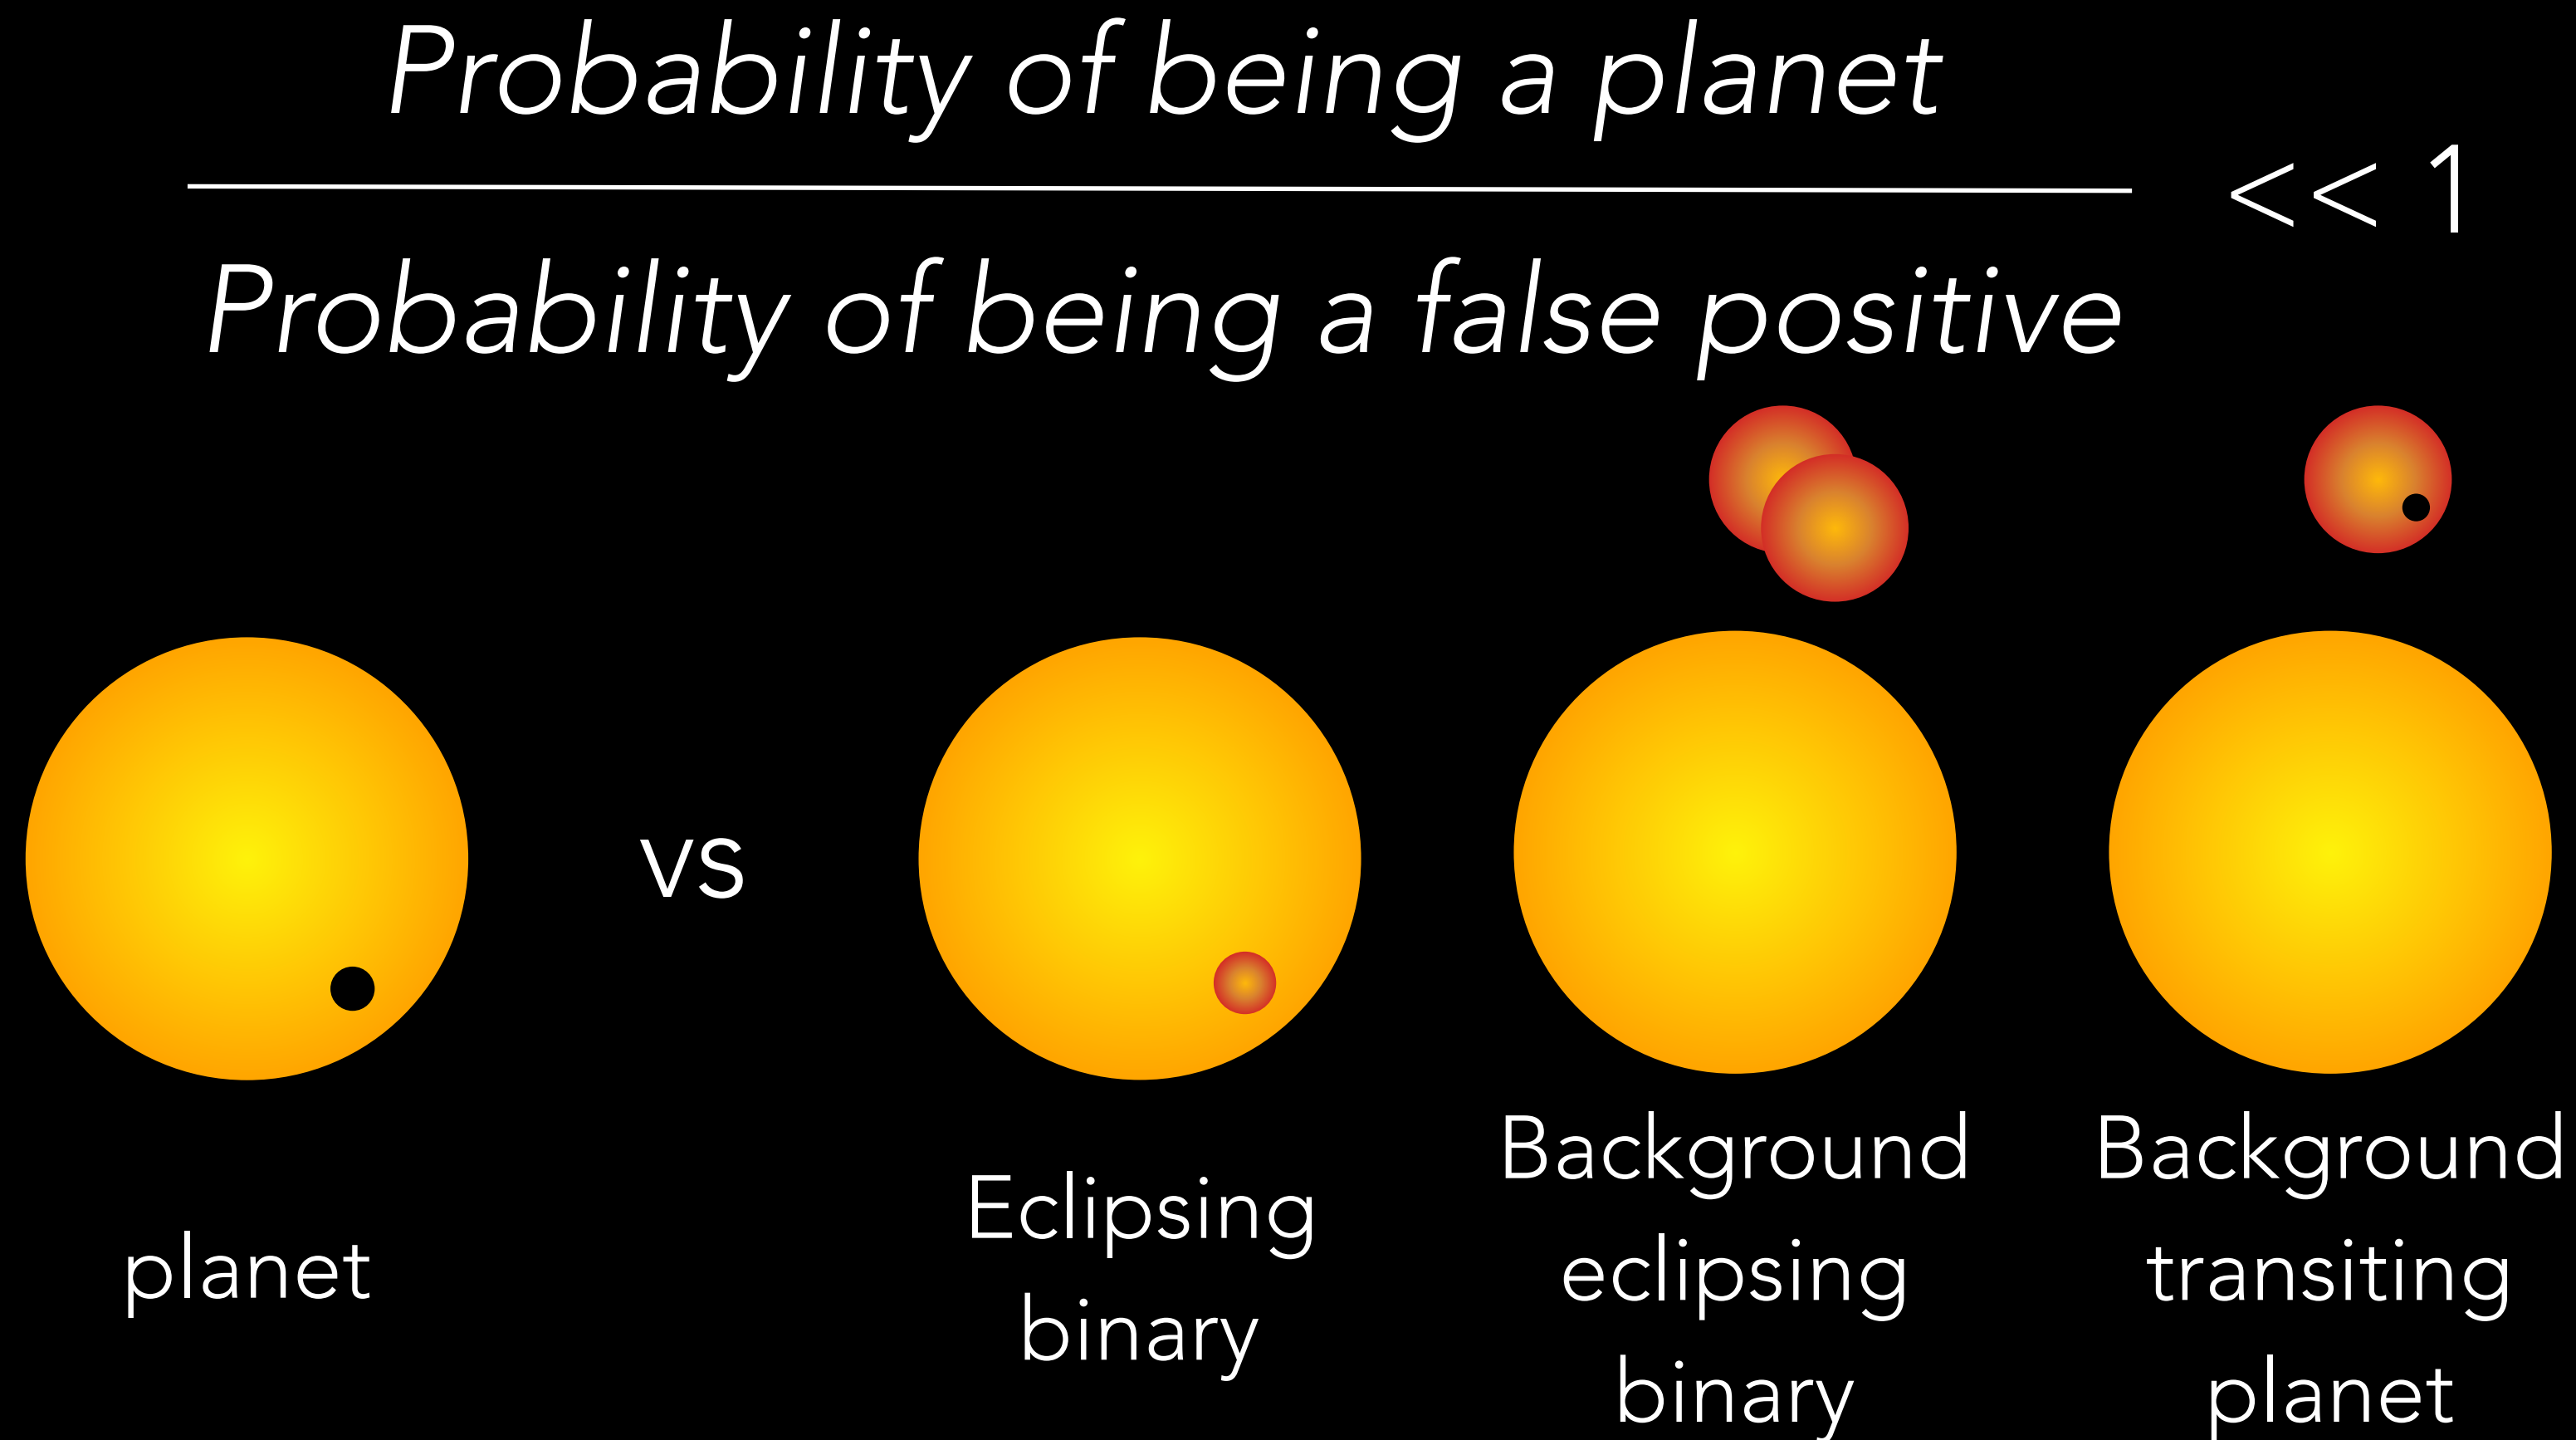 Probability of being a planet
<< 1
Probability of being a false positive
vs
planet
Eclipsing
binary
Background
eclipsing
binary
Background
transiting
planet